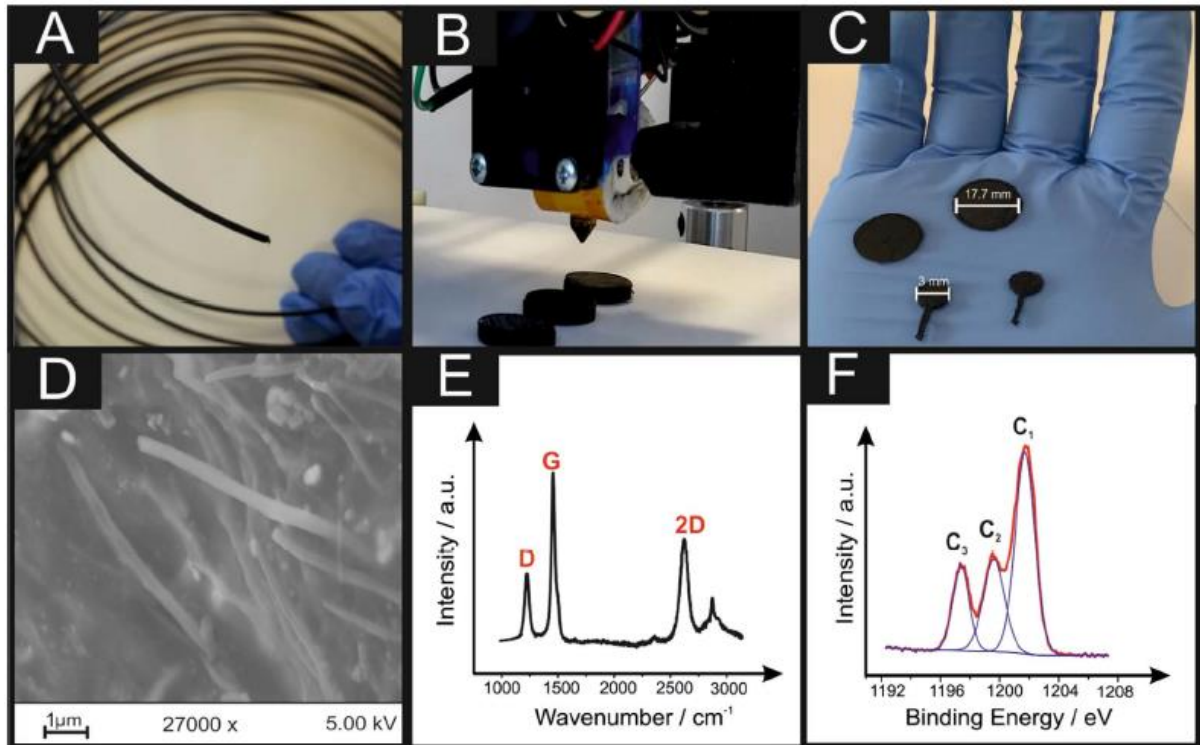 A
B
C
17.7 mm
3 mm
D
1µm
27000 x
5.00 kV
E
Intensity / a.u.
D
G
2D
1000 1500 2000 2500 3000
Wavenumber / cm⁻¹
F
Intensity / a.u.
C₃
C₂
C₁
1192 1196 1200 1204 1208
Binding Energy / eV